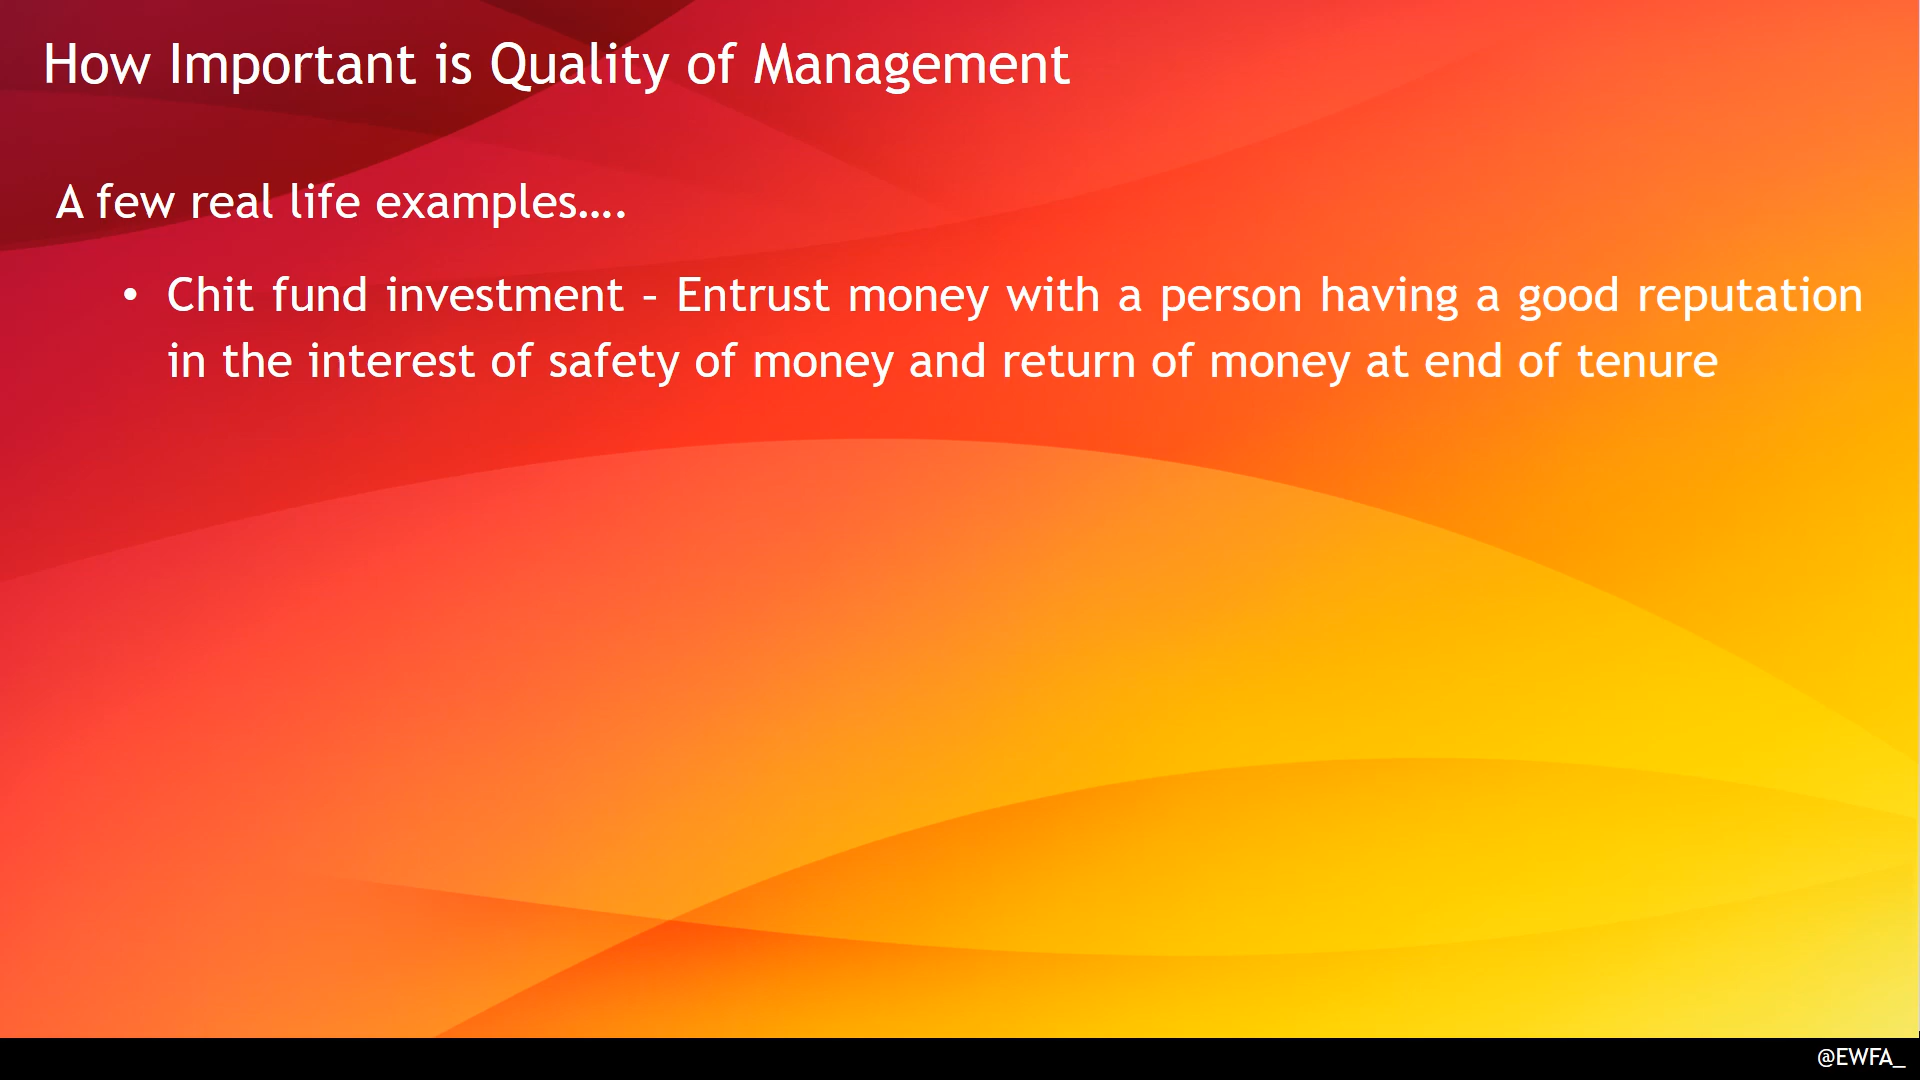 How Important is Quality of Management
A few real life examples....
• Chit fund investment – Entrust money with a person having a good reputation
in the interest of safety of money and return of money at end of tenure
@EWFA_